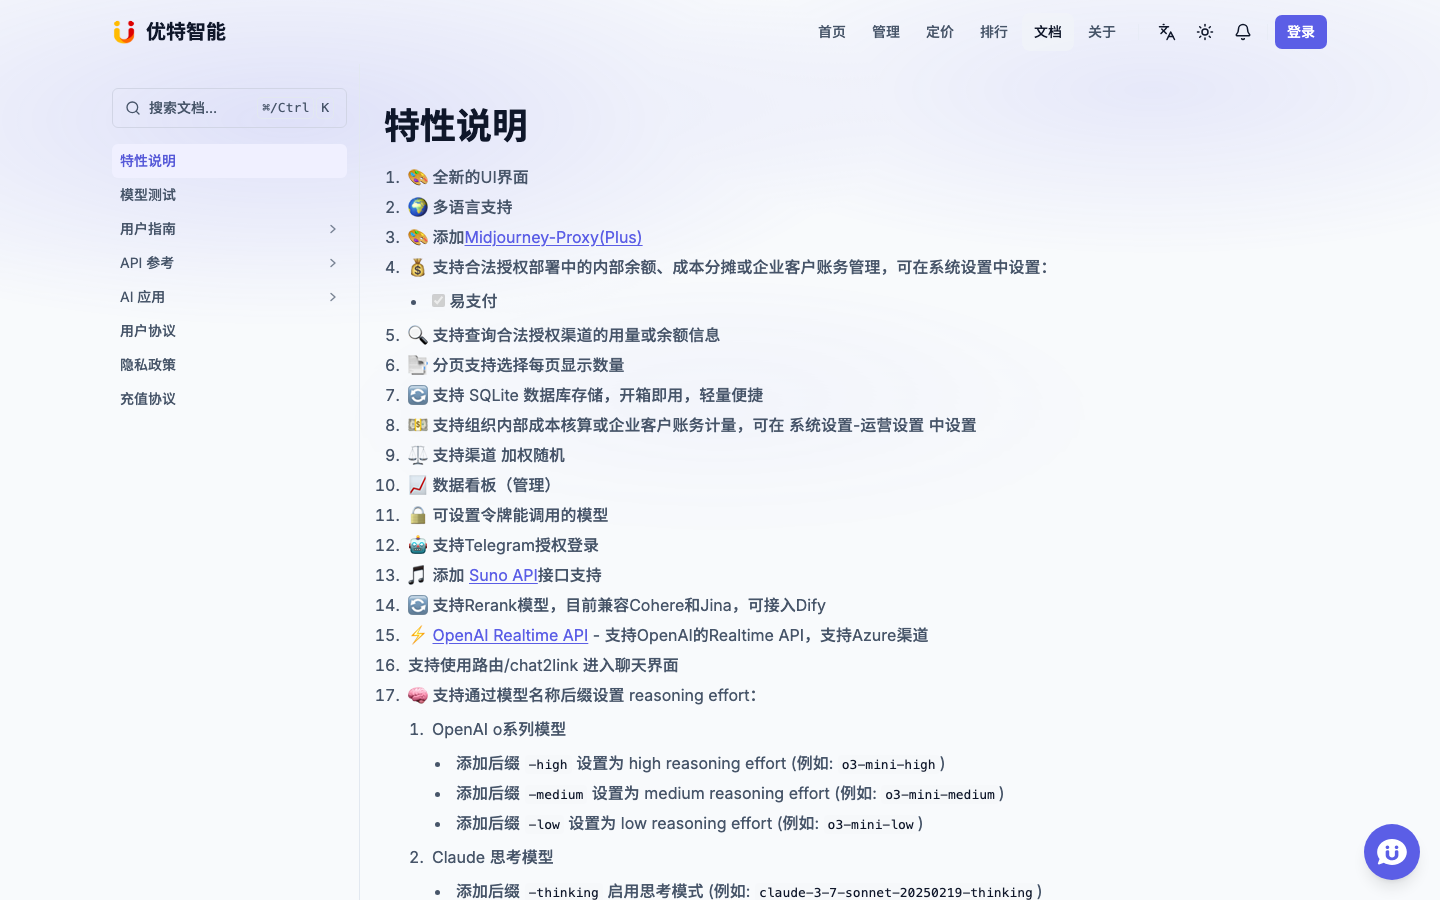 优特智能
首页 管理 定价 排行 文档 关于 登录
搜索文档... ⌘/Ctrl K
特性说明
模型测试
用户指南
API 参考
AI 应用
用户协议
隐私政策
充值协议
特性说明
1. 🎨 全新的UI界面
2. 🌍 多语言支持
3. 🎨 添加Midjourney-Proxy(Plus)
4. 💰 支持合法授权部署中的内部余额、成本分摊或企业客户账务管理，可在系统设置中设置：
易支付
5. 🔍 支持查询合法授权渠道的用量或余额信息
6. 📑 分页支持选择每页显示数量
7. 🔄 支持 SQLite 数据库存储，开箱即用，轻量便捷
8. 💵 支持组织内部成本核算或企业客户账务计量，可在 系统设置-运营设置 中设置
9. ⚖️ 支持渠道 加权随机
10. 📈 数据看板（管理）
11. 🔒 可设置令牌能调用的模型
12. 🤖 支持Telegram授权登录
13. 🎵 添加 Suno API接口支持
14. 🔄 支持Rerank模型，目前兼容Cohere和Jina，可接入Dify
15. ⚡ OpenAI Realtime API - 支持OpenAI的Realtime API，支持Azure渠道
16. 支持使用路由/chat2link 进入聊天界面
17. 🧠 支持通过模型名称后缀设置 reasoning effort：
1. OpenAI o系列模型
添加后缀 -high 设置为 high reasoning effort (例如: o3-mini-high)
添加后缀 -medium 设置为 medium reasoning effort (例如: o3-mini-medium)
添加后缀 -low 设置为 low reasoning effort (例如: o3-mini-low)
2. Claude 思考模型
添加后缀 -thinking 启用思考模式 (例如: claude-3-7-sonnet-20250219-thinking)